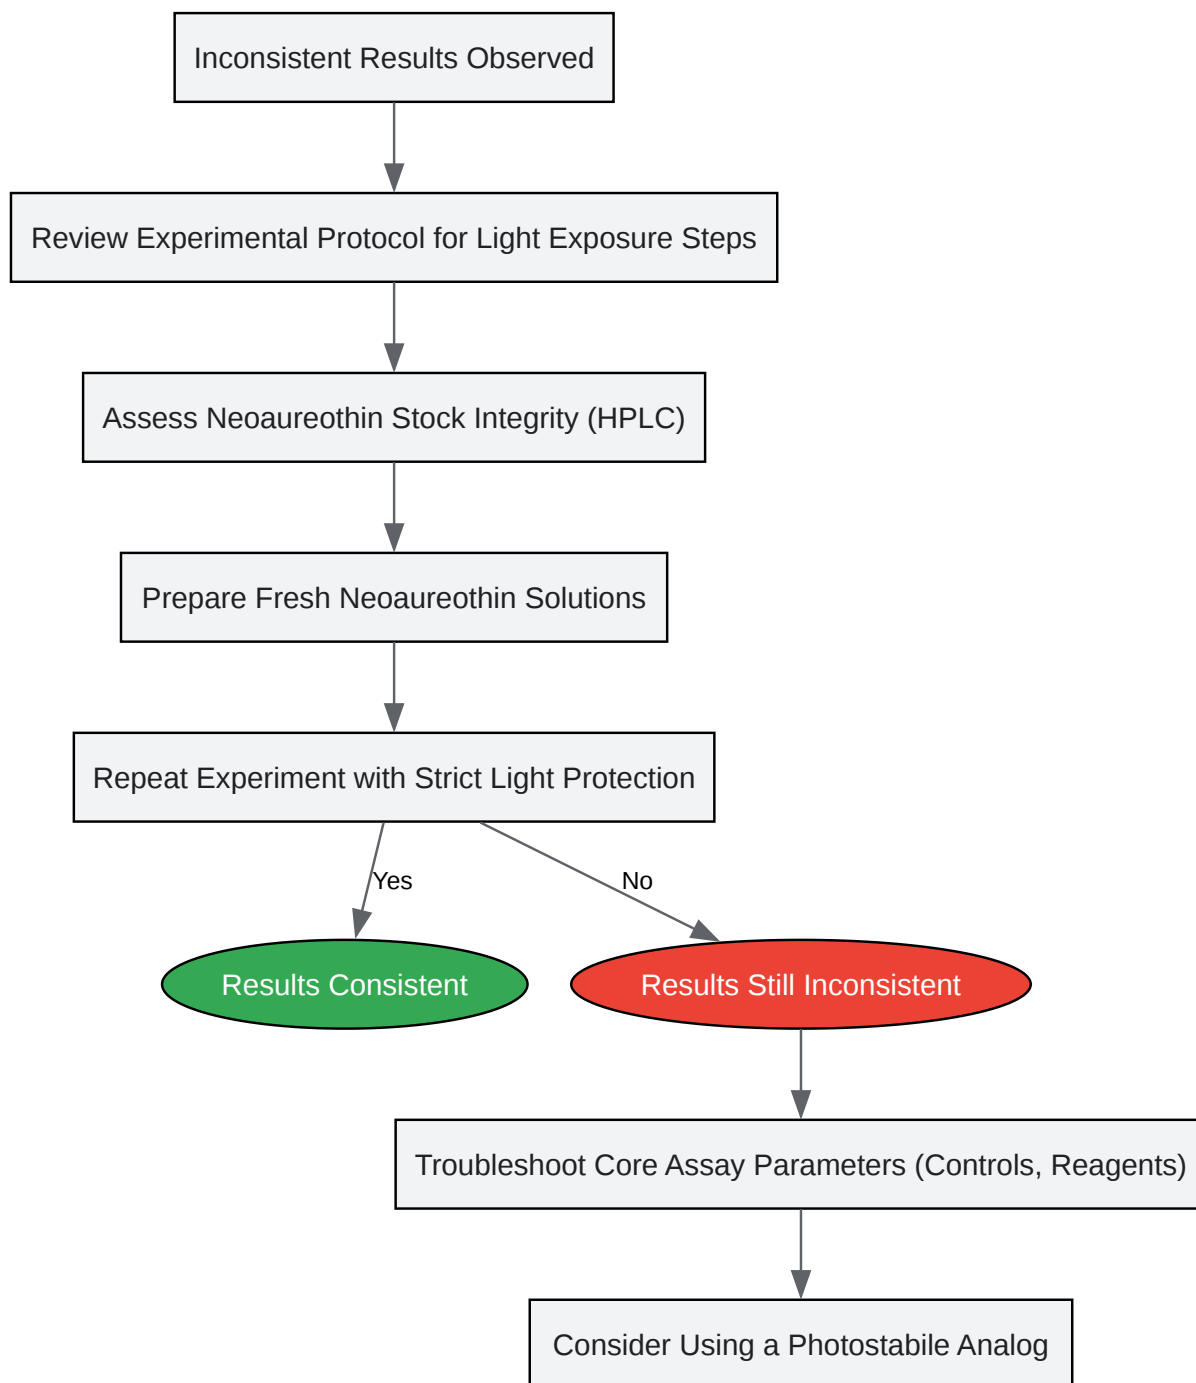 Inconsistent Results Observed
Review Experimental Protocol for Light Exposure Steps
Assess Neoaureothin Stock Integrity (HPLC)
Prepare Fresh Neoaureothin Solutions
Repeat Experiment with Strict Light Protection
Yes
No
Results Consistent
Results Still Inconsistent
Troubleshoot Core Assay Parameters (Controls, Reagents)
Consider Using a Photostabile Analog